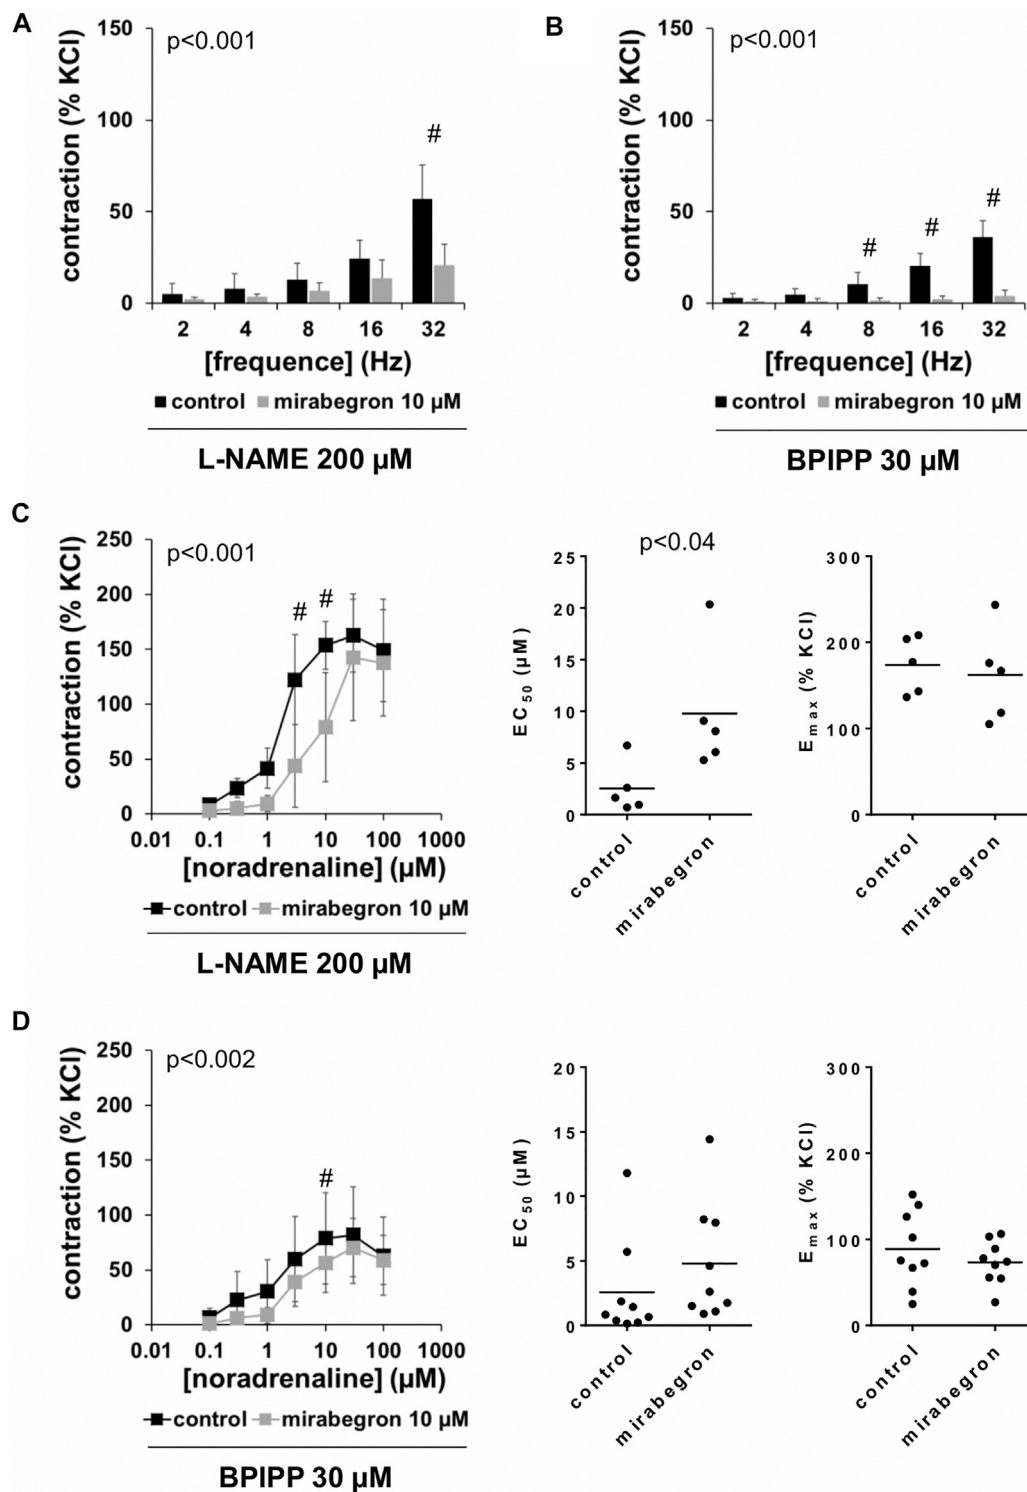 A
contraction (% KCl)
150
100
50
0
p<0.001
#
2 4 8 16 32
[frequence] (Hz)
control mirabegron 10 µM
L-NAME 200 µM
B
contraction (% KCl)
150
100
50
0
p<0.001
# # #
2 4 8 16 32
[frequence] (Hz)
control mirabegron 10 µM
BPIPP 30 µM
C
contraction (% KCl)
250
200
150
100
50
0
p<0.001
# #
0.01 0.1 1 10 100 1000
[noradrenaline] (µM)
control mirabegron 10 µM
L-NAME 200 µM
p<0.04
EC50 (µM)
25
20
15
10
5
0
control
mirabegron
Emax (% KCl)
300
200
100
0
control
mirabegron
D
contraction (% KCl)
250
200
150
100
50
0
p<0.002
#
0.01 0.1 1 10 100 1000
[noradrenaline] (µM)
control mirabegron 10 µM
BPIPP 30 µM
EC50 (µM)
20
15
10
5
0
control
mirabegron
Emax (% KCl)
300
200
100
0
control
mirabegron